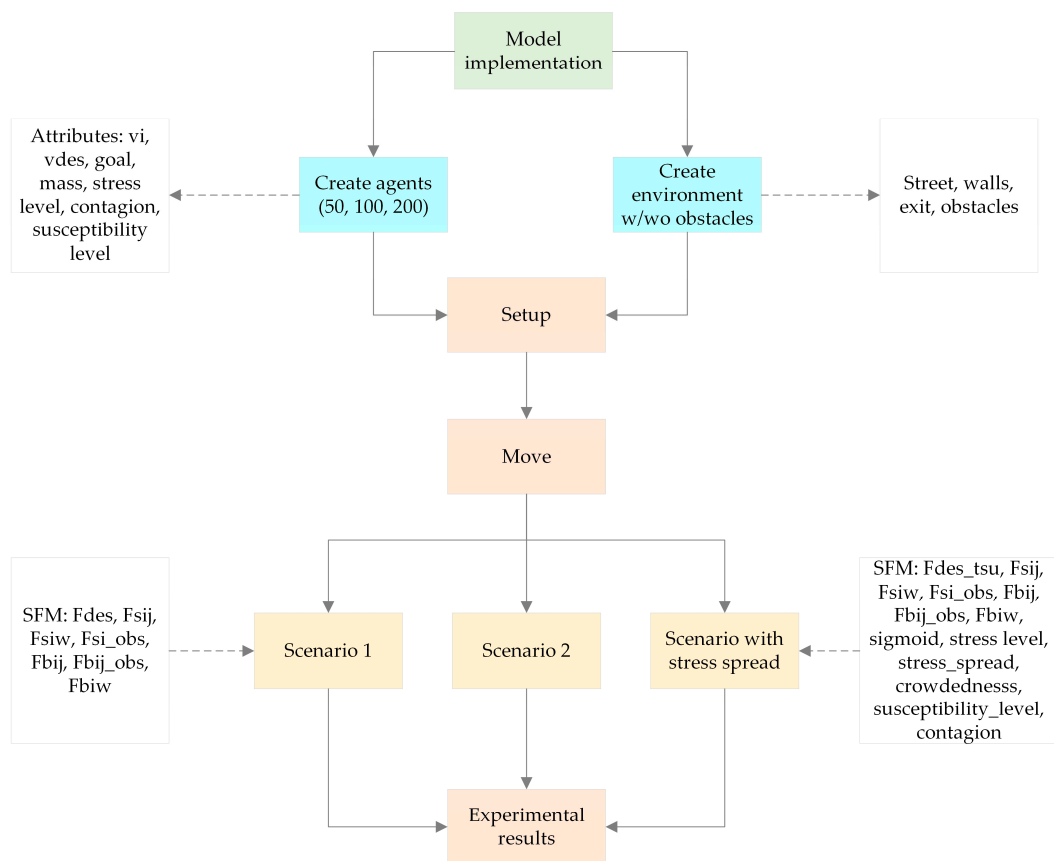 Model
implementation
Attributes: vi,
vdes, goal,
mass, stress
level, contagion,
susceptibility
level
Create agents
(50, 100, 200)
Create
environment
w/wo obstacles
Street, walls,
exit, obstacles
Setup
Move
SFM: Fdes, Fsij,
Fsiw, Fsi_obs,
Fbij, Fbij_obs,
Fbiw
Scenario 1
Scenario 2
Scenario with
stress spread
SFM: Fdes_tsu, Fsij,
Fsiw, Fsi_obs, Fbij,
Fbij_obs, Fbiw,
sigmoid, stress level,
stress_spread,
crowdednesss,
susceptibility_level,
contagion
Experimental
results